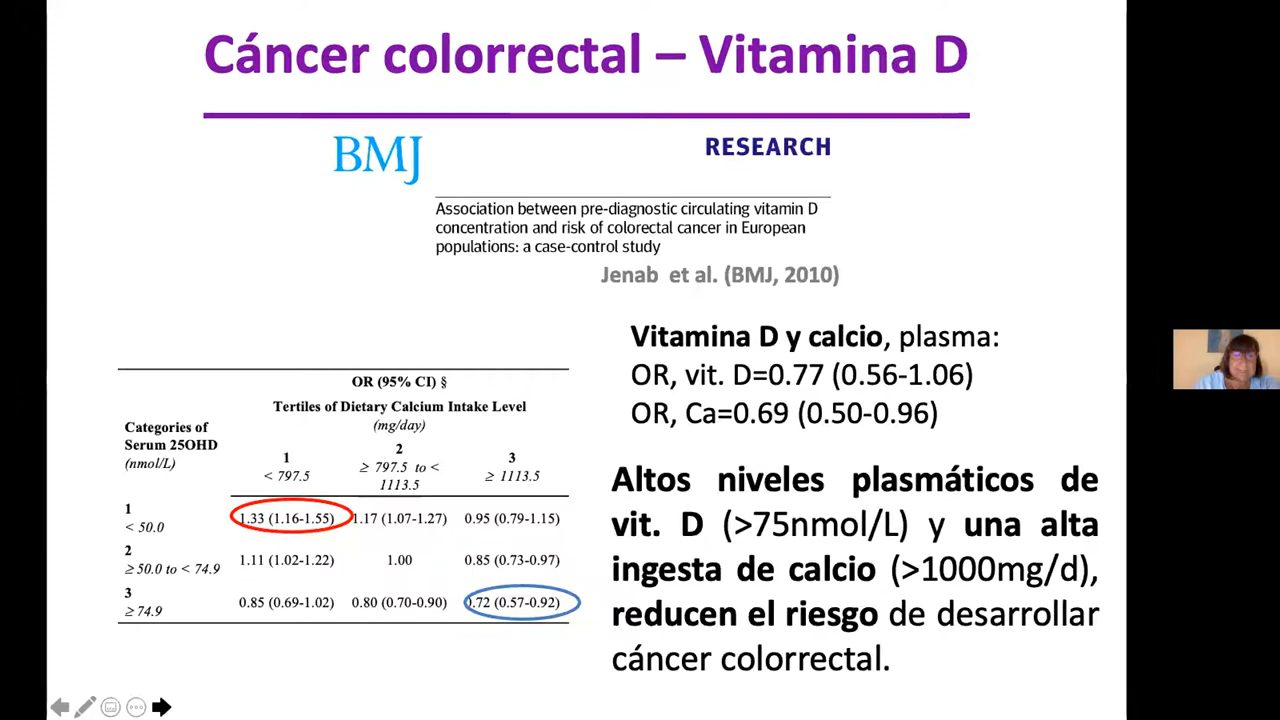 Cáncer colorrectal – Vitamina D
BMJ
RESEARCH
Association between pre-diagnostic circulating vitamin D
concentration and risk of colorectal cancer in European
populations: a case-control study
Jenab et al. (BMJ, 2010)
OR (95% CI) §
Tertiles of Dietary Calcium Intake Level
(mg/day)
Categories of
Serum 25OHD
(nmol/L)
1
< 797.5
2
≥ 797.5 to <
1113.5
3
≥ 1113.5
1
< 50.0
1.33 (1.16-1.55) 1.17 (1.07-1.27) 0.95 (0.79-1.15)
2
≥50.0 to < 74.9
1.11 (1.02-1.22) 1.00 0.85 (0.73-0.97)
3
≥ 74.9
0.85 (0.69-1.02) 0.80 (0.70-0.90) 0.72 (0.57-0.92)
Vitamina D y calcio, plasma:
OR, vit. D=0.77 (0.56-1.06)
OR, Ca=0.69 (0.50-0.96)
Altos niveles plasmáticos de
vit. D (>75nmol/L) y una alta
ingesta de calcio (>1000mg/d),
reducen el riesgo de desarrollar
cáncer colorrectal.